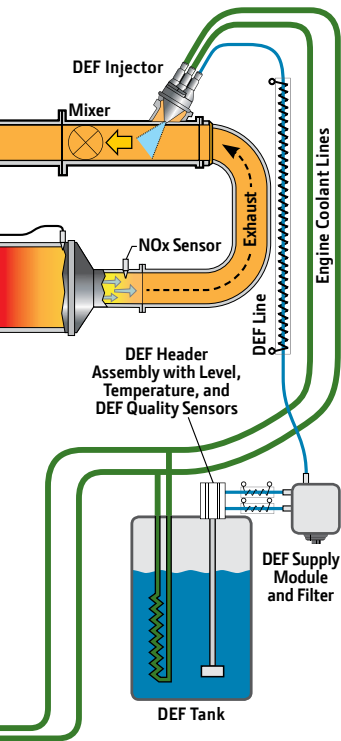 DEF Injector
Mixer
NOx Sensor
Exhaust
DEF Line
Engine Coolant Lines
DEF Header
Assembly with Level,
Temperature, and
DEF Quality Sensors
DEF Supply
Module
and Filter
DEF Tank